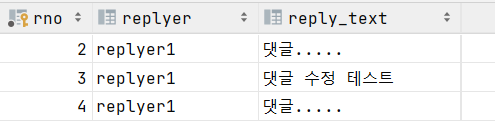 rno replyer reply_text
2 replyer1 댓글.....
3 replyer1 댓글 수정 테스트
4 replyer1 댓글.....